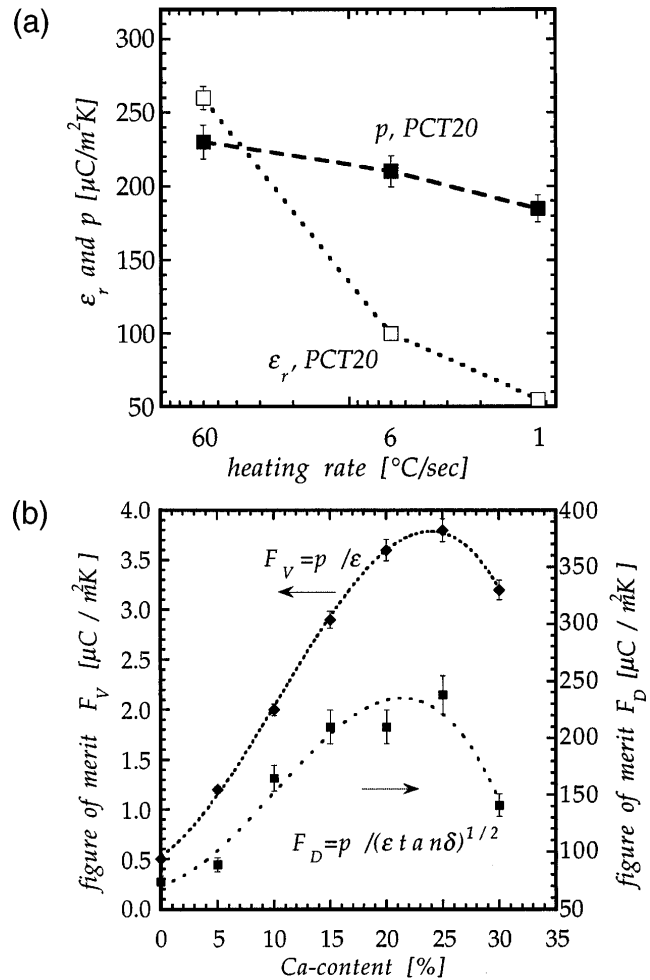 (a)
300
250
200
150
100
50
ε_r and p [µC/m²K]
p, PCT20
ε_r, PCT20
60 6 1
heating rate [°C/sec]
(b)
4.0
3.5
3.0
2.5
2.0
1.5
1.0
0.5
0.0
figure of merit F_V [µC / m²K]
F_V=p /ε
F_D=p /(ε tanδ)^1/2
400
350
300
250
200
150
100
50
figure of merit F_D [µC / m²K]
0 5 10 15 20 25 30 35
Ca-content [%]